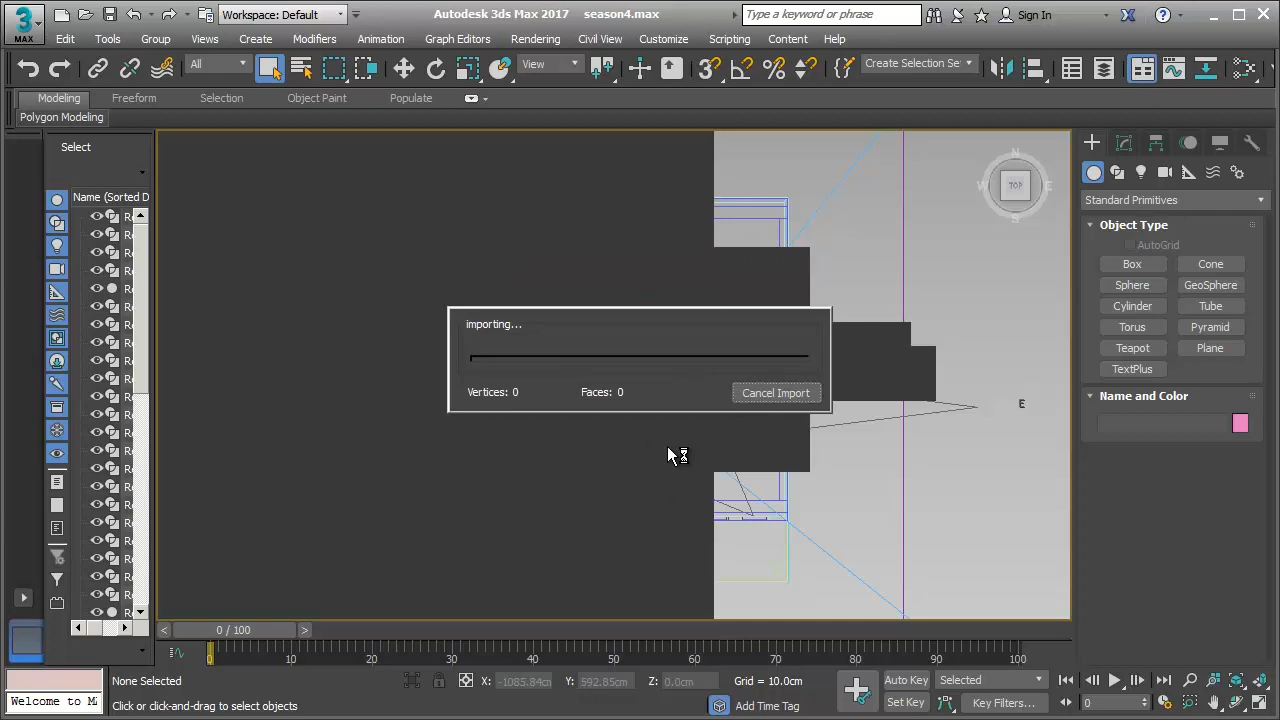 3
MAX
Workspace: Default
Autodesk 3ds Max 2017 season4.max
Type a keyword or phrase
Sign In
Edit Tools Group Views Create Modifiers Animation Graph Editors Rendering Civil View Customize Scripting Content Help
All
View
Create Selection Se
Modeling Freeform Selection Object Paint Populate
Polygon Modeling
Select
Name (Sorted D
N
W TOP E
S
E
importing...
Vertices: 0 Faces: 0 Cancel Import
Standard Primitives
Object Type
AutoGrid
Box Cone
Sphere GeoSphere
Cylinder Tube
Torus Pyramid
Teapot Plane
TextPlus
Name and Color
0 / 100
0 10 20 30 40 50 60 70 80 90 100
None Selected X: -1085.84cm Y: 592.85cm Z: 0.0cm Grid = 10.0cm Auto Key Selected
Welcome to M
Click or click-and-drag to select objects Add Time Tag Set Key Key Filters... 0